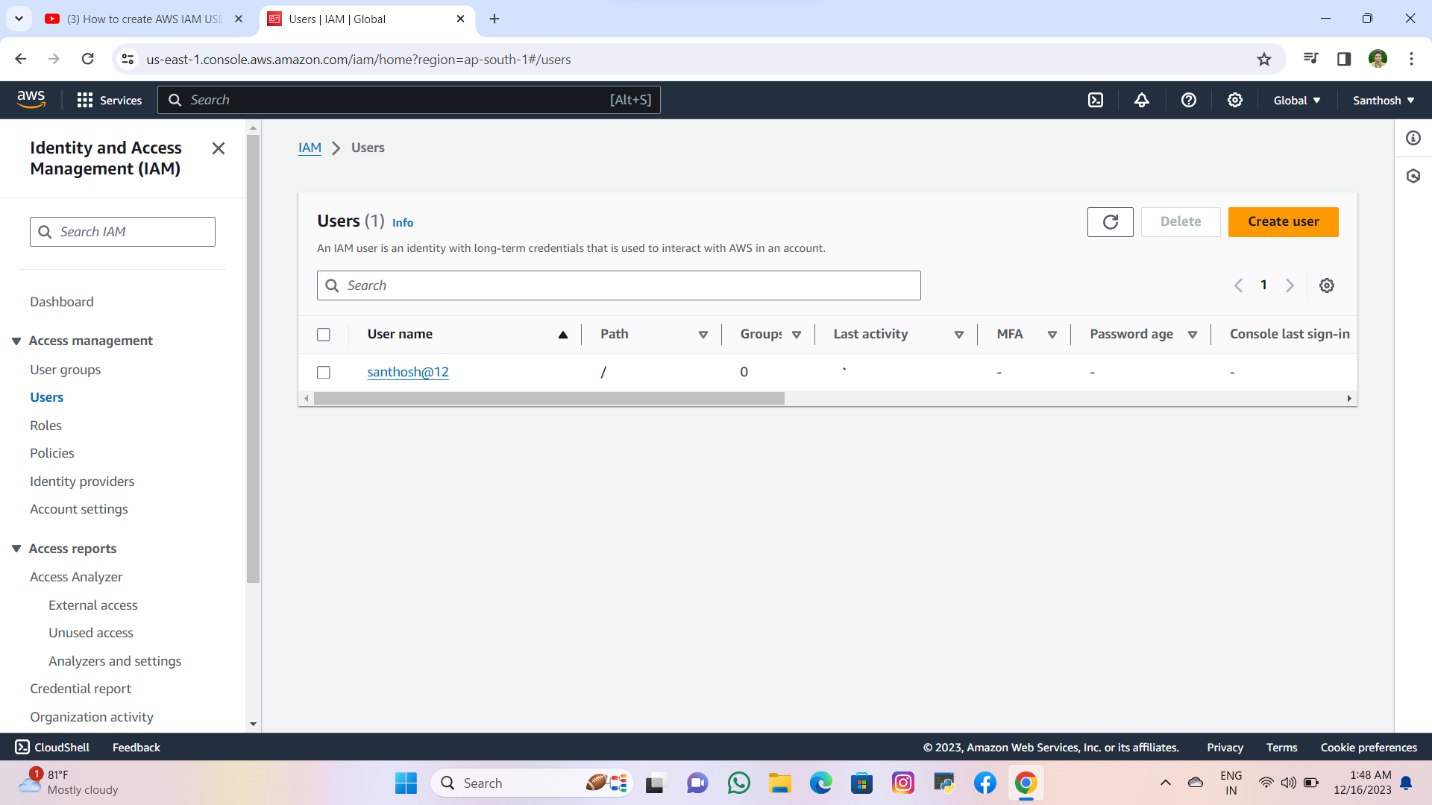 (3) How to create AWS IAM USE
Users | IAM | Global
us-east-1.console.aws.amazon.com/iam/home?region=ap-south-1#/users
aws
Services
Search
[Alt+S]
Global
Santhosh
Identity and Access
Management (IAM)
Search IAM
Dashboard
Access management
User groups
Users
Roles
Policies
Identity providers
Account settings
Access reports
Access Analyzer
External access
Unused access
Analyzers and settings
Credential report
Organization activity
IAM
Users
Users (1) Info
Delete
Create user
An IAM user is an identity with long-term credentials that is used to interact with AWS in an account.
Search
1
User name
Path
Groups
Last activity
MFA
Password age
Console last sign-in
santhosh@12
/
0
-
-
-
CloudShell
Feedback
© 2023, Amazon Web Services, Inc. or its affiliates.
Privacy
Terms
Cookie preferences
1
81°F
Mostly cloudy
Search
ENG
IN
1:48 AM
12/16/2023